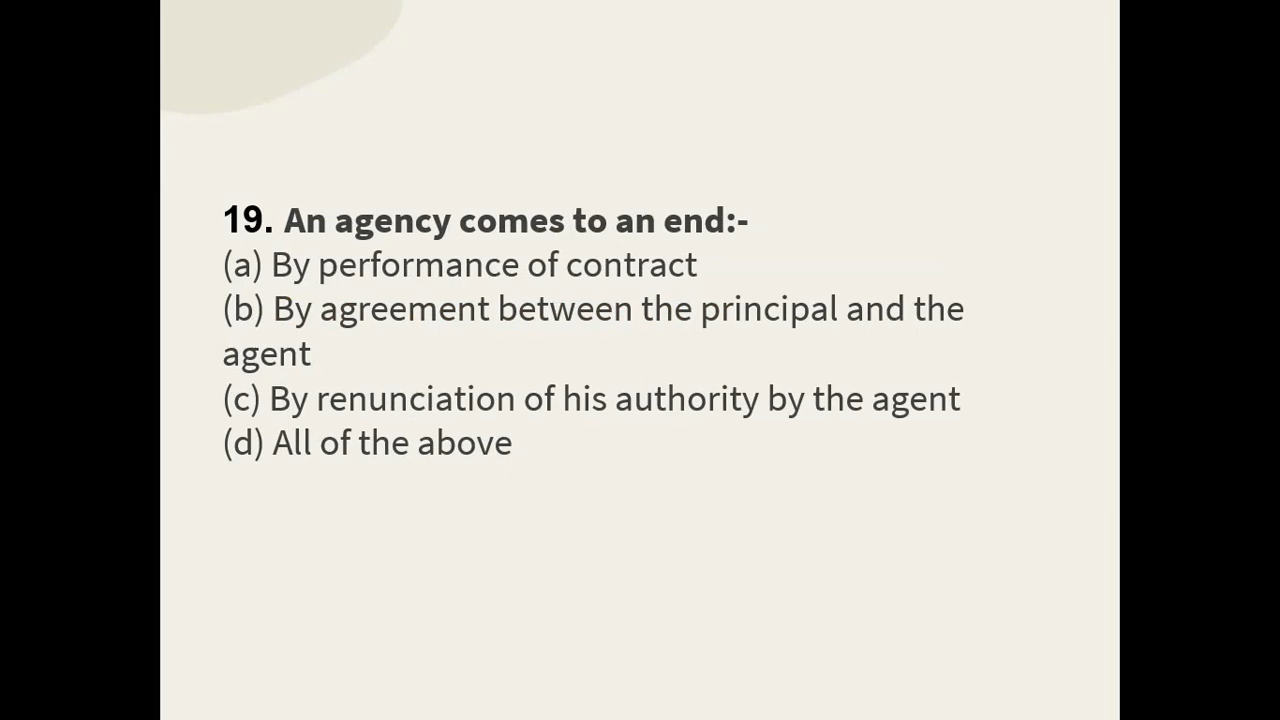 19. An agency comes to an end:-
(a) By performance of contract
(b) By agreement between the principal and the
agent
(c) By renunciation of his authority by the agent
(d) All of the above